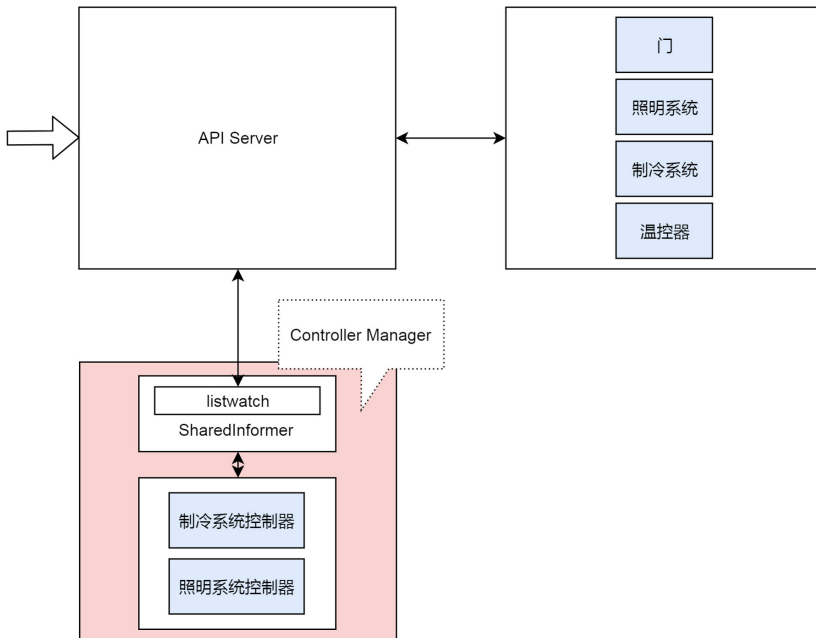 API Server
门
照明系统
制冷系统
温控器
Controller Manager
listwatch
SharedInformer
制冷系统控制器
照明系统控制器